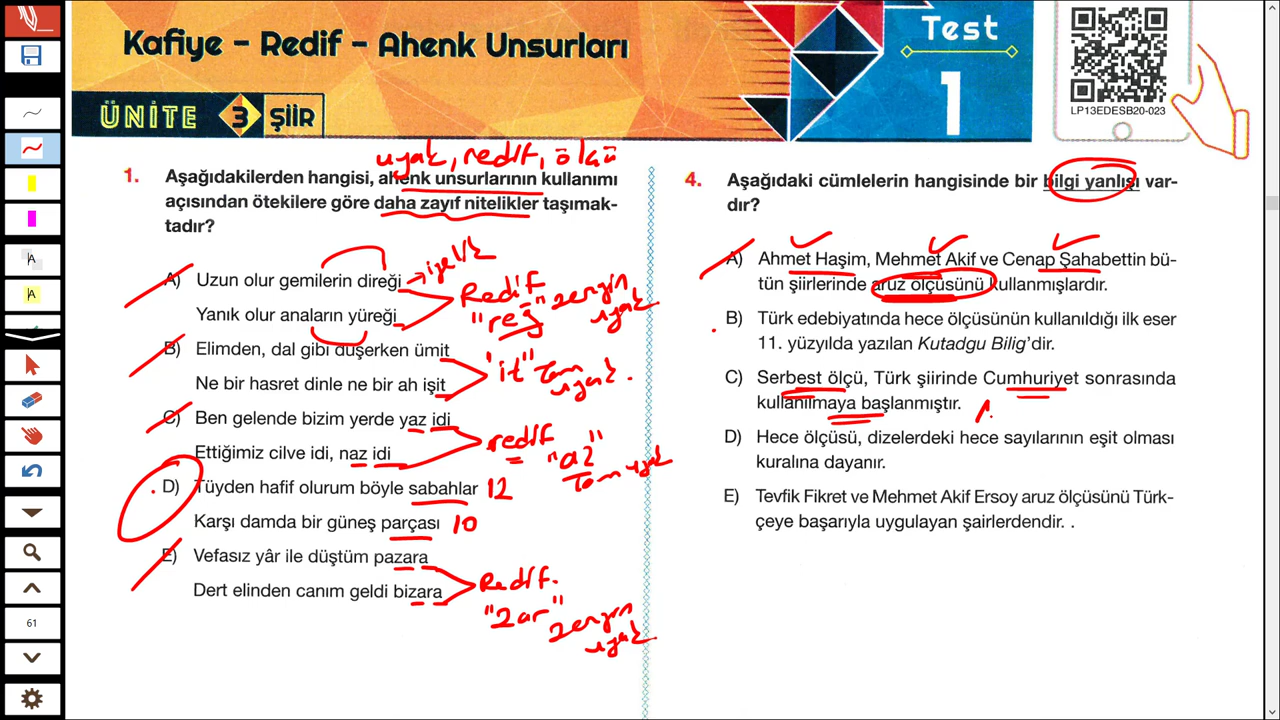 Kafiye – Redif – Ahenk Unsurları
Test
1
ÜNİTE 3 ŞİİR
LP13EDESB20-023
uyak, redif, ölçü
1. Aşağıdakilerden hangisi, ahenk unsurlarının kullanımı
açısından ötekilere göre daha zayıf nitelikler taşımak-
tadır?
A) Uzun olur gemilerin direği
Yanık olur anaların yüreği
iyelik
Redif
"reğ" zengin
uyak
B) Elimden, dal gibi düşerken ümit
Ne bir hasret dinle ne bir ah işit
"it" Tam
uyak.
C) Ben gelende bizim yerde yaz idi
Ettiğimiz cilve idi, naz idi
redif
"az"
Tam uyak
D) Tüyden hafif olurum böyle sabahlar 12
Karşı damda bir güneş parçası 10
E) Vefasız yâr ile düştüm pazara
Dert elinden canım geldi bizara
Redif.
"zar" zengin
uyak
4. Aşağıdaki cümlelerin hangisinde bir bilgi yanlışı var-
dır?
A) Ahmet Haşim, Mehmet Akif ve Cenap Şahabettin bü-
tün şiirlerinde aruz ölçüsünü kullanmışlardır.
B) Türk edebiyatında hece ölçüsünün kullanıldığı ilk eser
11. yüzyılda yazılan Kutadgu Bilig'dir.
C) Serbest ölçü, Türk şiirinde Cumhuriyet sonrasında
kullanılmaya başlanmıştır.
D) Hece ölçüsü, dizelerdeki hece sayılarının eşit olması
kuralına dayanır.
E) Tevfik Fikret ve Mehmet Akif Ersoy aruz ölçüsünü Türk-
çeye başarıyla uygulayan şairlerdendir. .
A
A
61